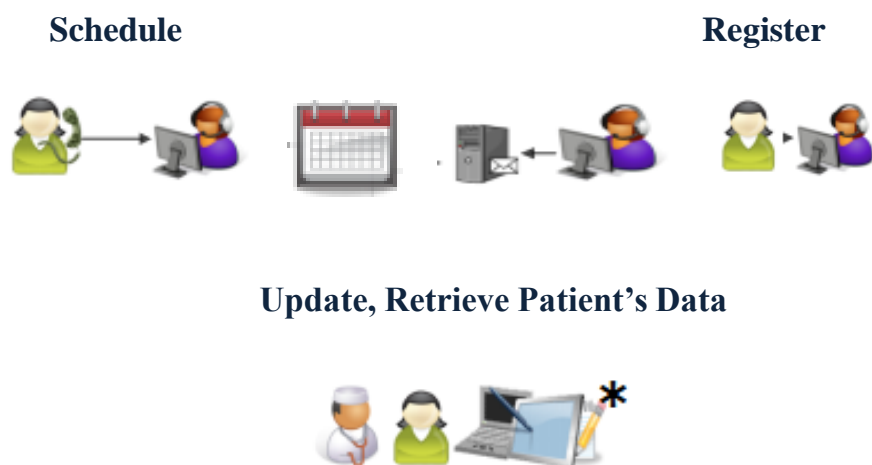 Schedule
Register
Update, Retrieve Patient’s Data
*